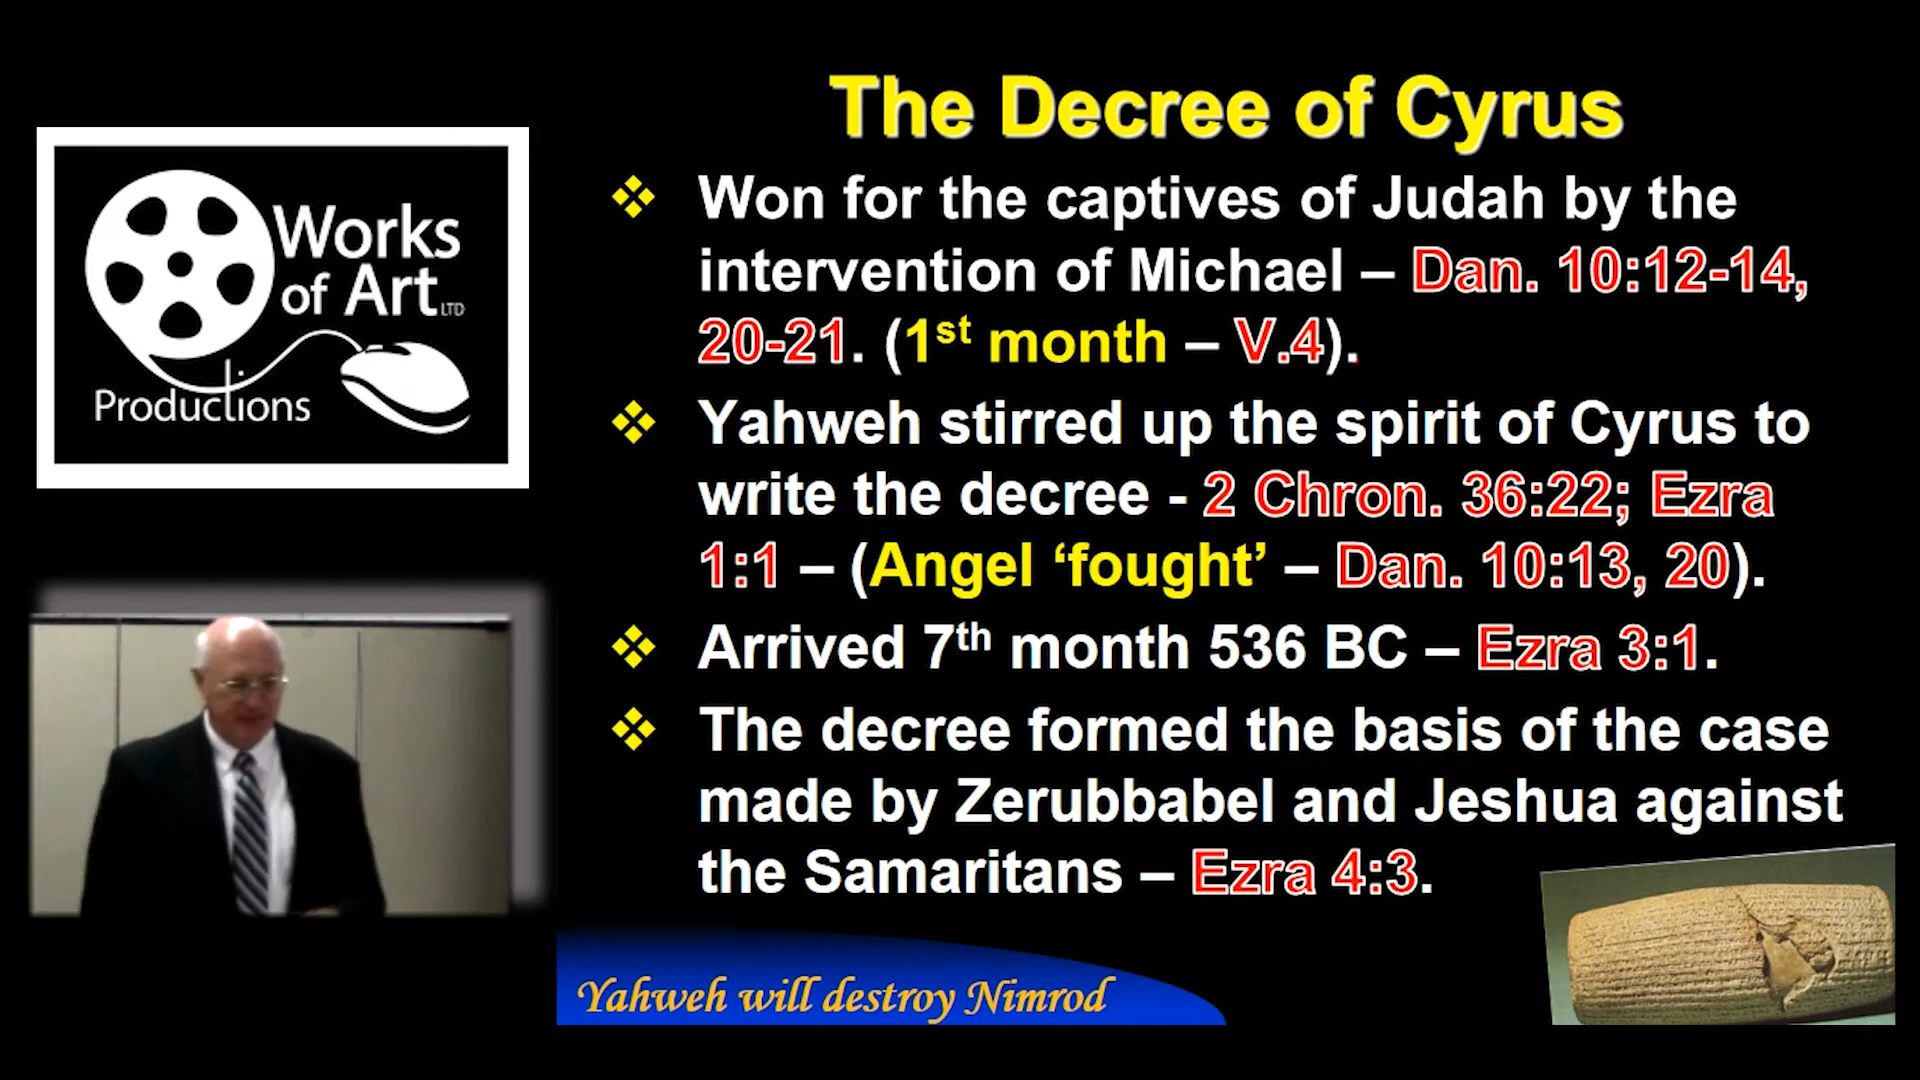 The Decree of Cyrus
❖ Won for the captives of Judah by the
intervention of Michael – Dan. 10:12-14,
20-21. (1st month – V.4).
❖ Yahweh stirred up the spirit of Cyrus to
write the decree - 2 Chron. 36:22; Ezra
1:1 – (Angel ‘fought’ – Dan. 10:13, 20).
❖ Arrived 7th month 536 BC – Ezra 3:1.
❖ The decree formed the basis of the case
made by Zerubbabel and Jeshua against
the Samaritans – Ezra 4:3.
Yahweh will destroy Nimrod
Works
of Art LTD
Productions